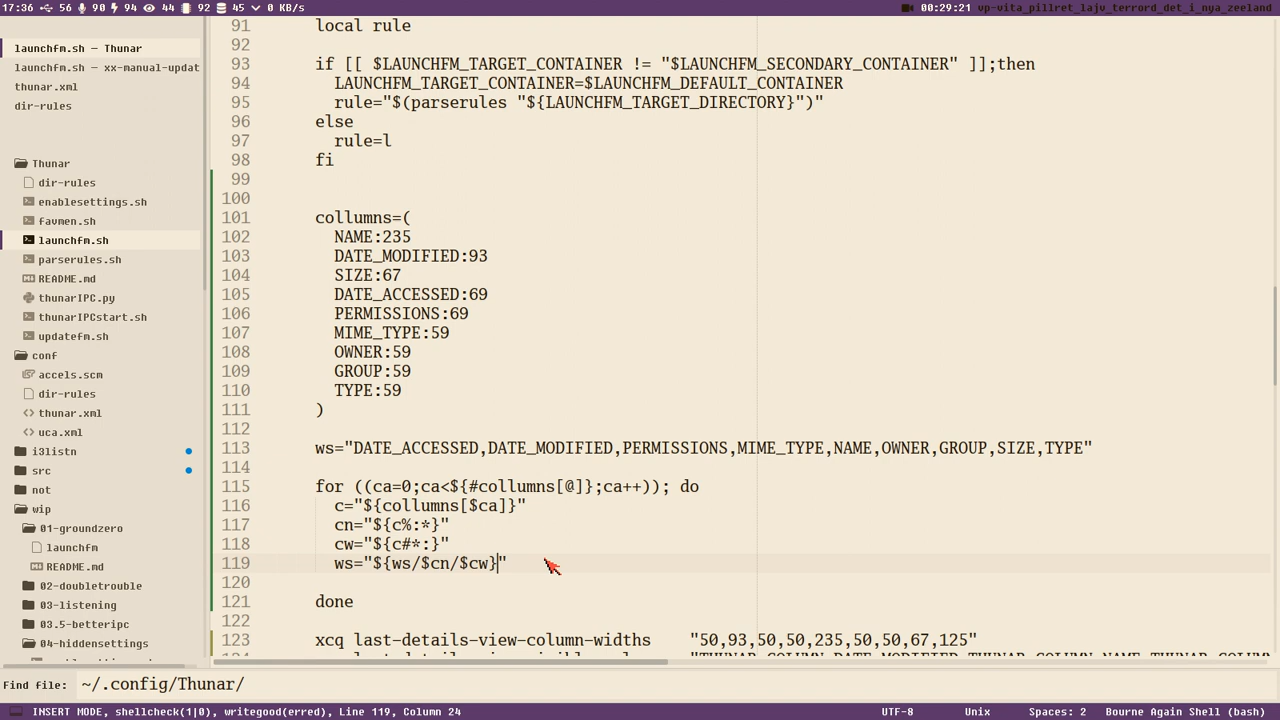 17:36 56 90 94 44 92 45 0 KB/s 00:29:21 vp-vita_pillret_lajv_terrord_det_i_nya_zeeland
launchfm.sh — Thunar
launchfm.sh — xx-manual-updat
thunar.xml
dir-rules
Thunar
dir-rules
enablesettings.sh
favmen.sh
launchfm.sh
parserules.sh
README.md
thunarIPC.py
thunarIPCstart.sh
updatefm.sh
conf
accels.scm
dir-rules
thunar.xml
uca.xml
i3listn
src
not
wip
01-groundzero
launchfm
02-doubletrouble
03-listening
03.5-betteripc
04-hiddensettings
91 local rule
92
93 if [[ $LAUNCHFM_TARGET_CONTAINER != "$LAUNCHFM_SECONDARY_CONTAINER" ]];then
94 LAUNCHFM_TARGET_CONTAINER=$LAUNCHFM_DEFAULT_CONTAINER
95 rule="$(parserules "${LAUNCHFM_TARGET_DIRECTORY}")"
96 else
97 rule=l
98 fi
99
100
101 collumns=(
102 NAME:235
103 DATE_MODIFIED:93
104 SIZE:67
105 DATE_ACCESSED:69
106 PERMISSIONS:69
107 MIME_TYPE:59
108 OWNER:59
109 GROUP:59
110 TYPE:59
111 )
112
113 ws="DATE_ACCESSED,DATE_MODIFIED,PERMISSIONS,MIME_TYPE,NAME,OWNER,GROUP,SIZE,TYPE"
114
115 for ((ca=0;ca<${#collumns[@]};ca++)); do
116 c="${collumns[$ca]}"
117 cn="${c%:*}"
118 cw="${c#*:}"
119 ws="${ws/$cn/$cw}"
120
121 done
122
123 xcq last-details-view-column-widths "50,93,50,50,235,50,50,67,125"
Find file: ~/.config/Thunar/
INSERT MODE, shellcheck(1|0), writegood(erred), Line 119, Column 24 UTF-8 Unix Spaces: 2 Bourne Again Shell (bash)